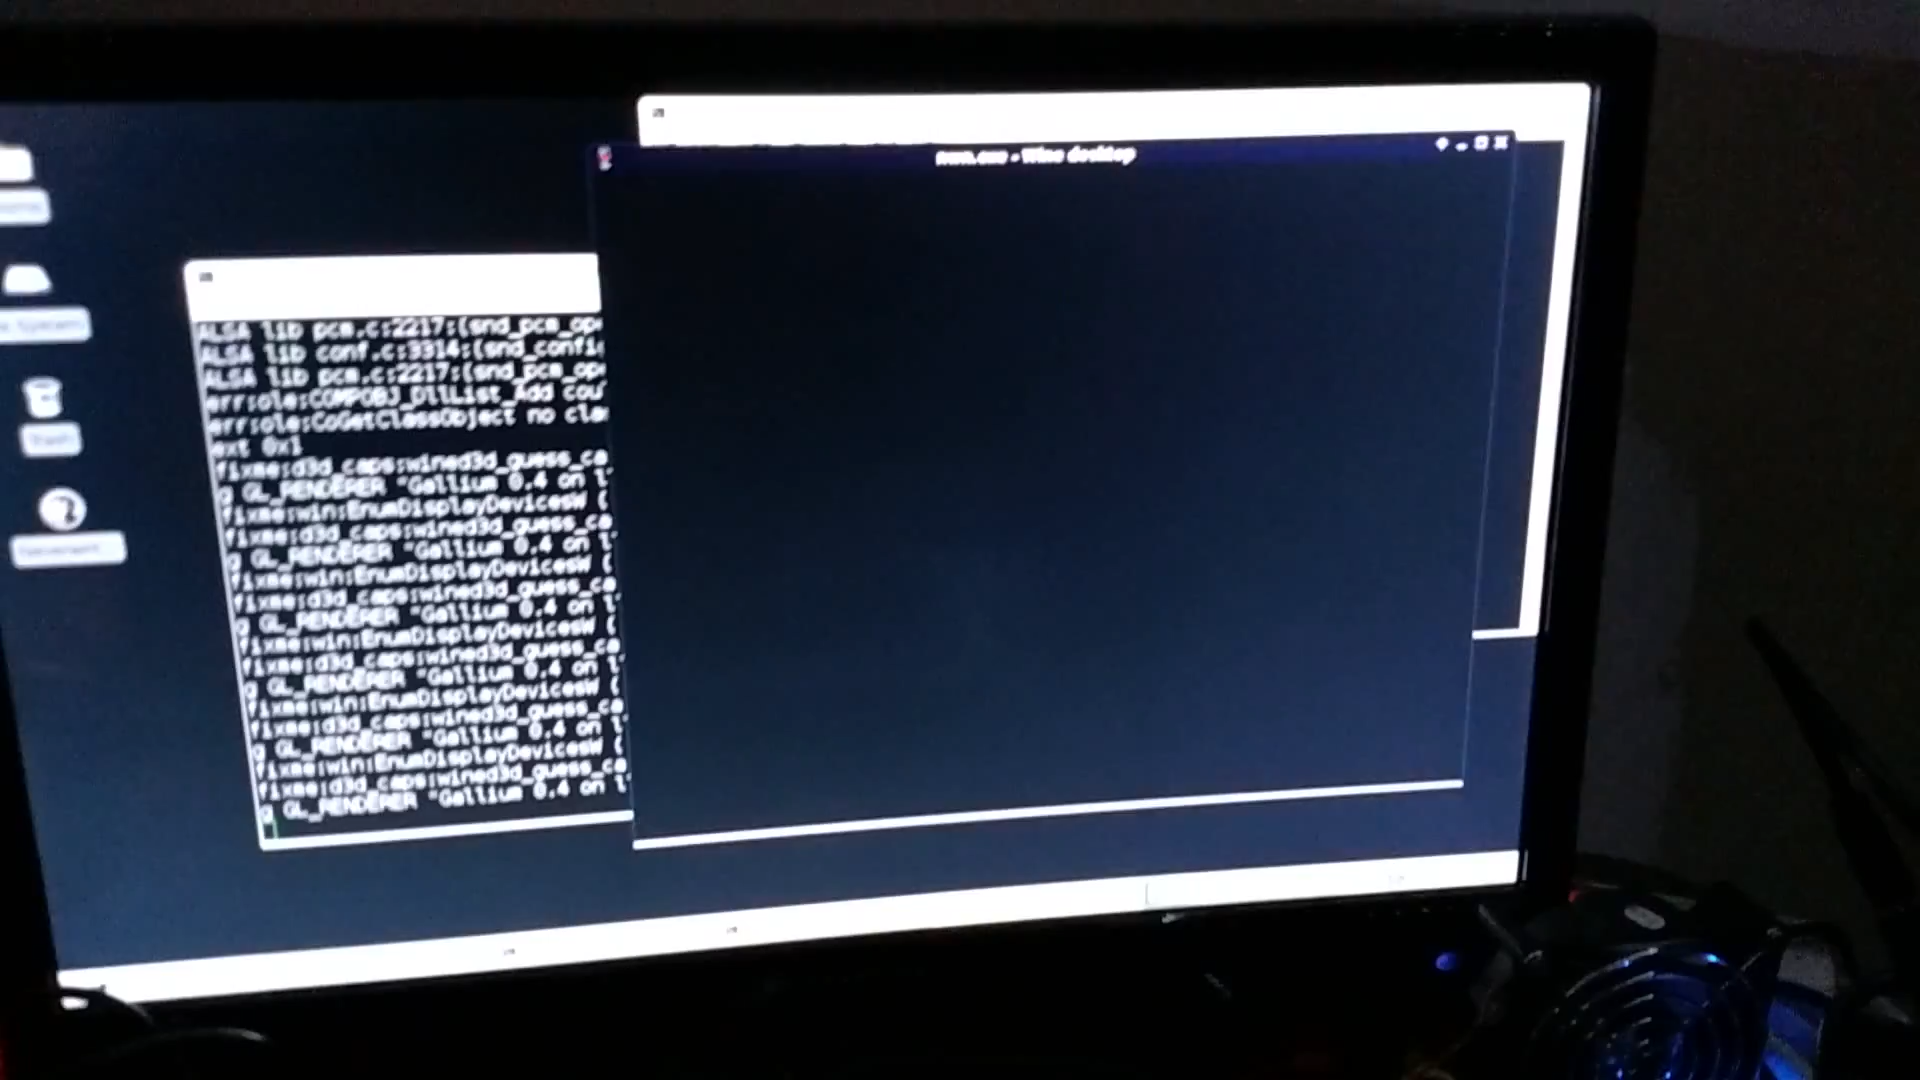 - Wine desktop
ALSA lib pcm.c:2217:(snd_pcm_op
ALSA lib conf.c:3314:(snd_confi
ALSA lib pcm.c:2217:(snd_pcm_op
err:ole:COMPOBJ_DllList_Add cou
err:ole:CoGetClassObject no cla
ext 0x1
fixme:d3d_caps:wined3d_guess_ca
g GL_RENDERER "Gallium 0.4 on l
fixme:win:EnumDisplayDevicesW (
fixme:d3d_caps:wined3d_guess_ca
g GL_RENDERER "Gallium 0.4 on l
fixme:win:EnumDisplayDevicesW (
fixme:d3d_caps:wined3d_guess_ca
g GL_RENDERER "Gallium 0.4 on l
fixme:win:EnumDisplayDevicesW (
fixme:d3d_caps:wined3d_guess_ca
g GL_RENDERER "Gallium 0.4 on l
fixme:win:EnumDisplayDevicesW (
fixme:d3d_caps:wined3d_guess_ca
g GL_RENDERER "Gallium 0.4 on l
fixme:win:EnumDisplayDevicesW (
fixme:d3d_caps:wined3d_guess_ca
g GL_RENDERER "Gallium 0.4 on l